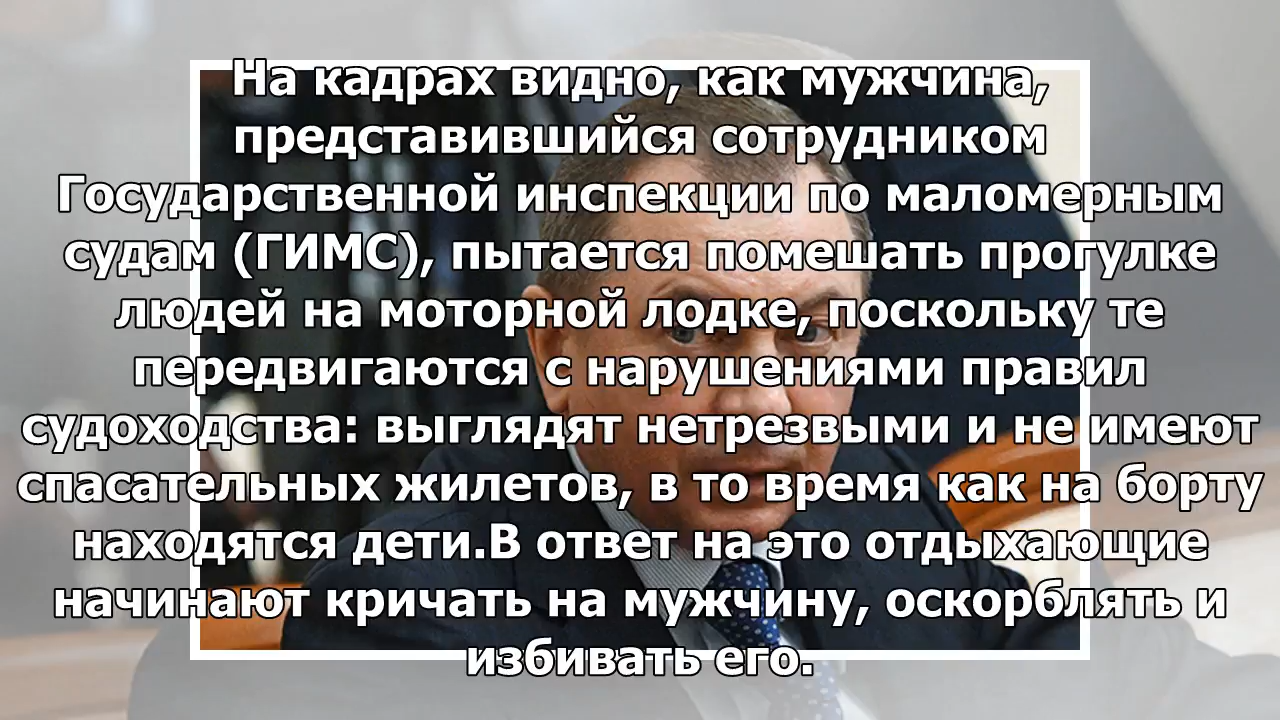 На кадрах видно, как мужчина,
представившийся сотрудником
Государственной инспекции по маломерным
судам (ГИМС), пытается помешать прогулке
людей на моторной лодке, поскольку те
передвигаются с нарушениями правил
судоходства: выглядят нетрезвыми и не имеют
спасательных жилетов, в то время как на борту
находятся дети.В ответ на это отдыхающие
начинают кричать на мужчину, оскорблять и
избивать его.